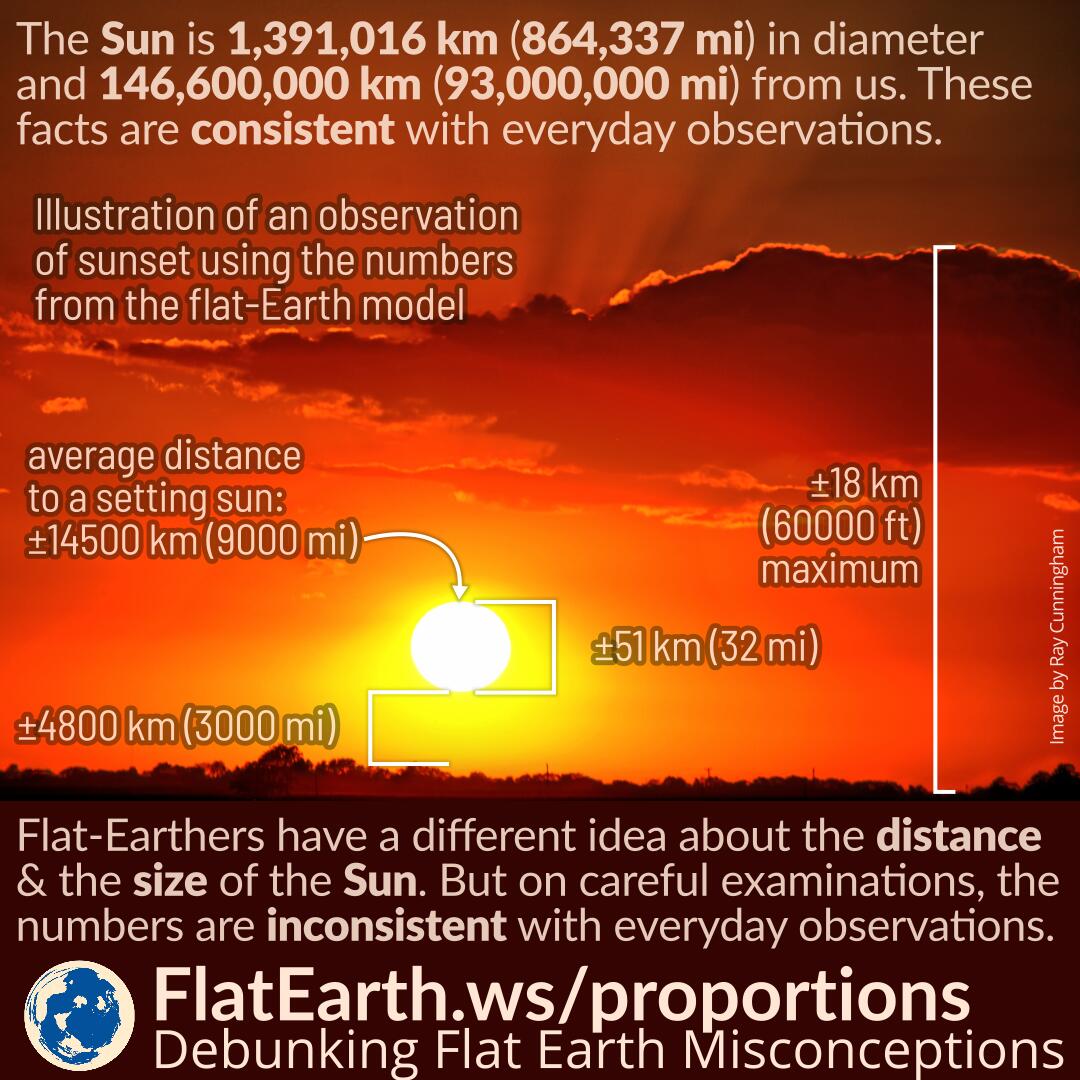 The Sun is 1,391,016 km (864,337 mi) in diameter
and 146,600,000 km (93,000,000 mi) from us. These
facts are consistent with everyday observations.
Illustration of an observation
of sunset using the numbers
from the flat-Earth model
average distance
to a setting sun:
±14500 km (9000 mi)
±18 km
(60000 ft)
maximum
±51 km (32 mi)
±4800 km (3000 mi)
Image by Ray Cunningham
Flat-Earthers have a different idea about the distance
& the size of the Sun. But on careful examinations, the
numbers are inconsistent with everyday observations.
FlatEarth.ws/proportions
Debunking Flat Earth Misconceptions